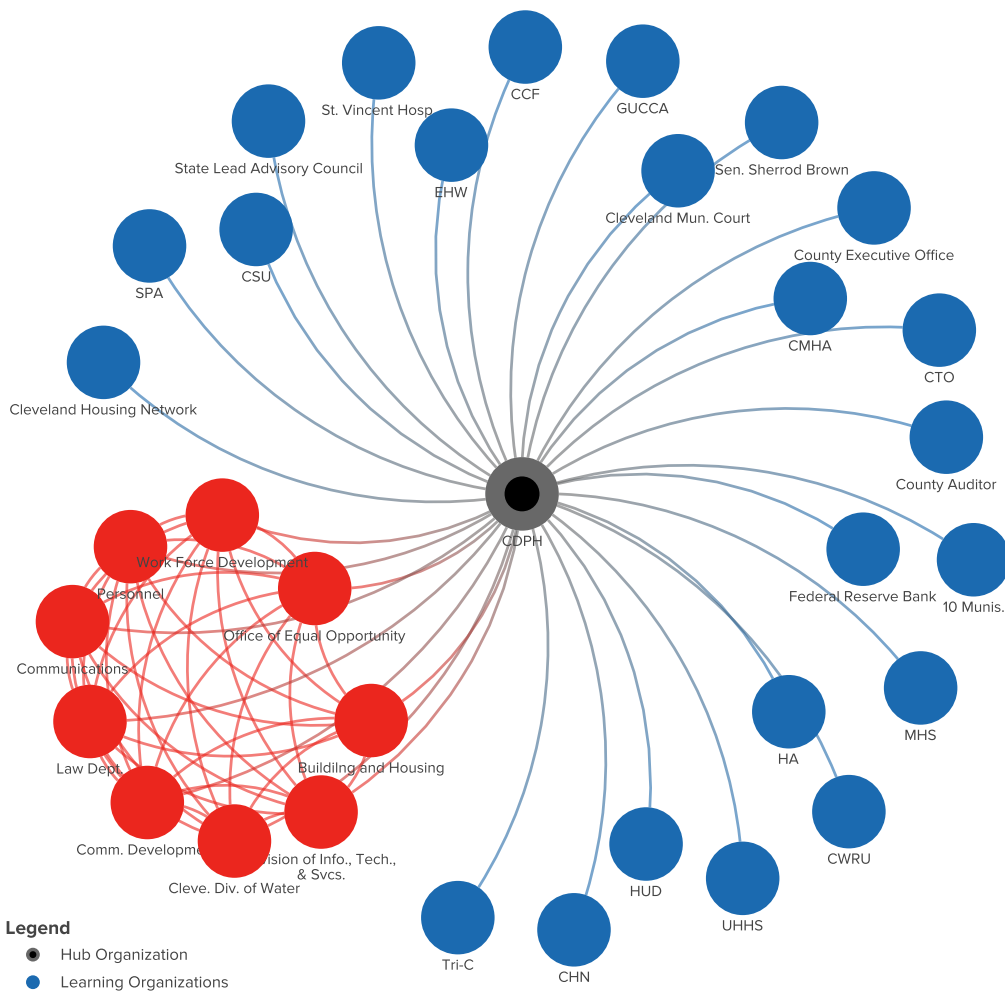 CCF
St. Vincent Hosp.
GUCCA
State Lead Advisory Council
EHW
Sen. Sherrod Brown
Cleveland Mun. Court
County Executive Office
CSU
SPA
CMHA
CTO
Cleveland Housing Network
County Auditor
CDPH
Work Force Development
Personnel
Federal Reserve Bank
10 Munis.
Office of Equal Opportunity
Communications
MHS
HA
Law Dept.
Buildilng and Housing
Comm. Developme
ision of Info., Tech.,
& Svcs.
CWRU
Cleve. Div. of Water
HUD
UHHS
Tri-C
CHN
Legend
Hub Organization
Learning Organizations